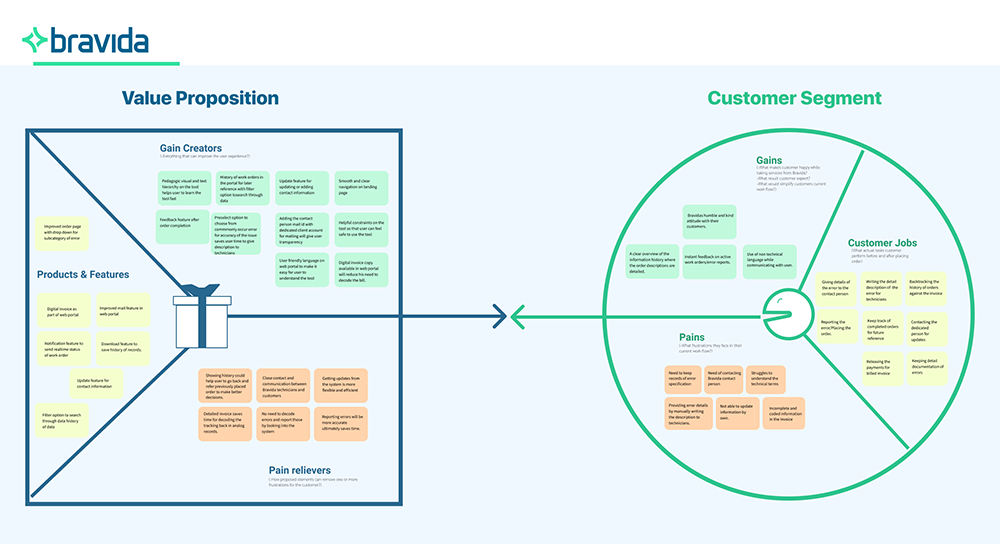 bravida
Value Proposition
Customer Segment
Gain Creators
(-Everything that can improve the user experience?)
Pedagogic visual and text
hierarchy on the tool
helps user to learn the
tool fast
History of work orders in
the portal for later
reference with filter
option tosearch through
data
Update feature for
updating or adding
contact information
Smooth and clear
navigation on landing
page
Feedback feature after
order completion
Preselect option to
choose from
commenly occur error
for accuracy of the issue
saves user time to give
description to
technicians
Adding the contact
person mail id with
dedicated client account
for mailing will give user
transparency
Helpful constraints on the
tool so that user can feel
safe to use the tool
User friendly language on
web portal to make it
easy for user to
understand the tool
Digital invoice copy
available in web portal
will reduce his need to
decode the bill.
Improved order page
with drop down for
subcategory of error
Products & Features
Digital invoice as
part of web portal
Improved mail feature in
web portal
Notification feature to
send realtime status
of work order
Download feature to
save history of records.
Update feature for
contact information
Filter option to search
through data history
of data
Showing history could
help user to go back and
refer previously placed
order to make better
decisions.
Close contact and
communication between
Bravida technicians and
customers
Getting updates from
the system is more
flexible and efficient
Detailed invoice saves
time for decoding the
tracking back in analog
records.
No need to decode
errors and report those
by looking into the
system
Reporting errors will be
more accurate
ultimately saves time.
Pain relievers
( How proposed elements can remove one or more
frustrations for the customer?)
Gains
(-What makes customer happy while
taking services from Bravida?
-What result customer expect?
-What would simplify customers current
work-flow?)
Bravidas humble and kind
attitude with their
customers.
A clear overview of the
information history where
the order descriptions are
detailed.
Instant feedback on active
work orders/error reports.
Use of non technical
language while
communicating with user.
Customer Jobs
(What actual tasks customer
perform before and after placing
order)
Giving details of
the error to the
contact person
Writing the detail
description of the
error for
technicians
Backtracking the
history of orders
against the invoice
Reporting the
error/Placing the
order.
Keep track of
completed orders
for future
reference
Contacting the
dedicated
person for
updates
Releasing the
payments for
billed invoice
Keeping detail
documentation of
errors
Pains
(-What frustrations they faces in their
current work-flow?)
Need to keep
records of error
specification
Need of contacting
Bravida contact
person
Struggles to
understand the
technical terms
Providing error details
by manually writing
the description to
technicians.
Not able to update
information by
own.
Incomplete and
coded information in
the invoice